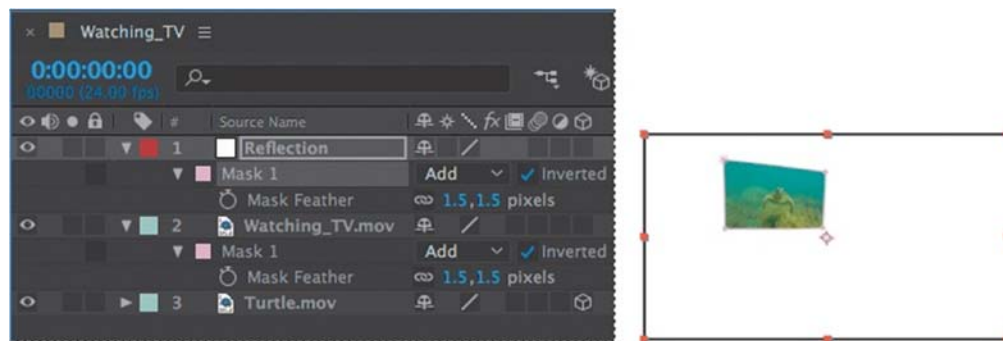 Watching_TV
0:00:00:00
00000 (24.00 fps)
# Source Name fx
1 Reflection
Mask 1 Add Inverted
Mask Feather 1.5,1.5 pixels
2 Watching_TV.mov
Mask 1 Add Inverted
Mask Feather 1.5,1.5 pixels
3 Turtle.mov